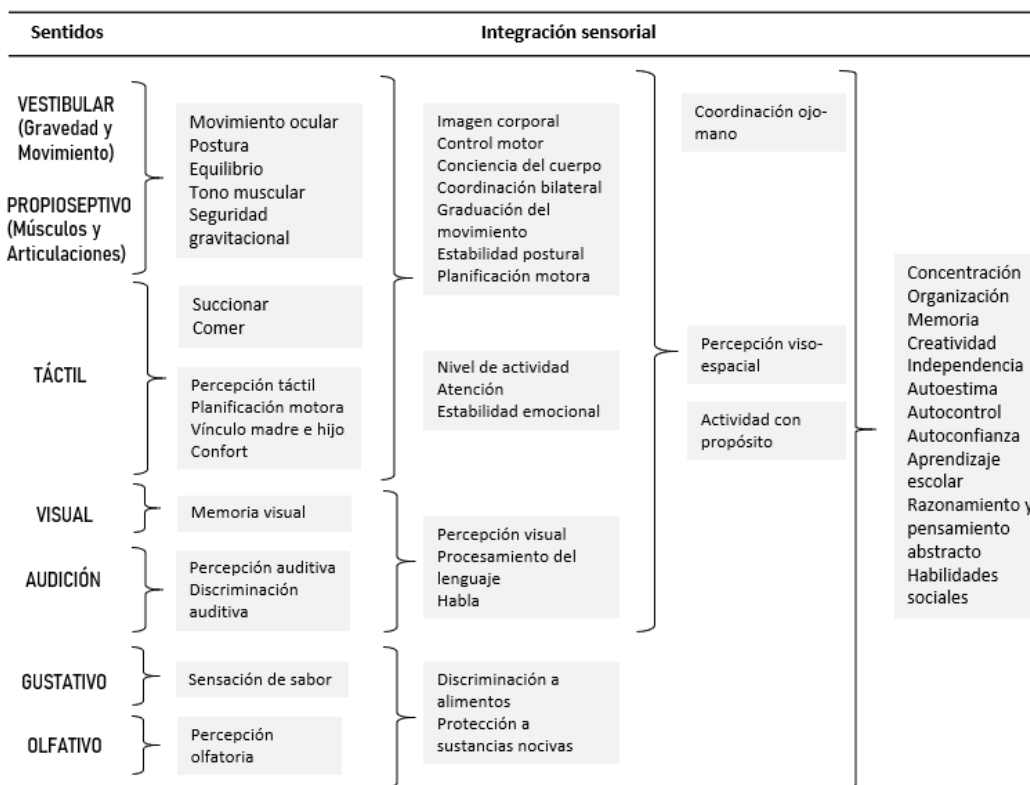 Sentidos
Integración sensorial
VESTIBULAR
(Gravedad y
Movimiento)
PROPIOSEPTIVO
(Músculos y
Articulaciones)
Movimiento ocular
Postura
Equilibrio
Tono muscular
Seguridad
gravitacional
TÁCTIL
Succionar
Comer
Percepción táctil
Planificación motora
Vínculo madre e hijo
Confort
VISUAL
Memoria visual
AUDICIÓN
Percepción auditiva
Discriminación
auditiva
GUSTATIVO
Sensación de sabor
OLFATIVO
Percepción
olfatoria
Imagen corporal
Control motor
Conciencia del cuerpo
Coordinación bilateral
Graduación del
movimiento
Estabilidad postural
Planificación motora
Nivel de actividad
Atención
Estabilidad emocional
Percepción visual
Procesamiento del
lenguaje
Habla
Discriminación a
alimentos
Protección a
sustancias nocivas
Coordinación ojo-
mano
Percepción viso-
espacial
Actividad con
propósito
Concentración
Organización
Memoria
Creatividad
Independencia
Autoestima
Autocontrol
Autoconfianza
Aprendizaje
escolar
Razonamiento y
pensamiento
abstracto
Habilidades
sociales